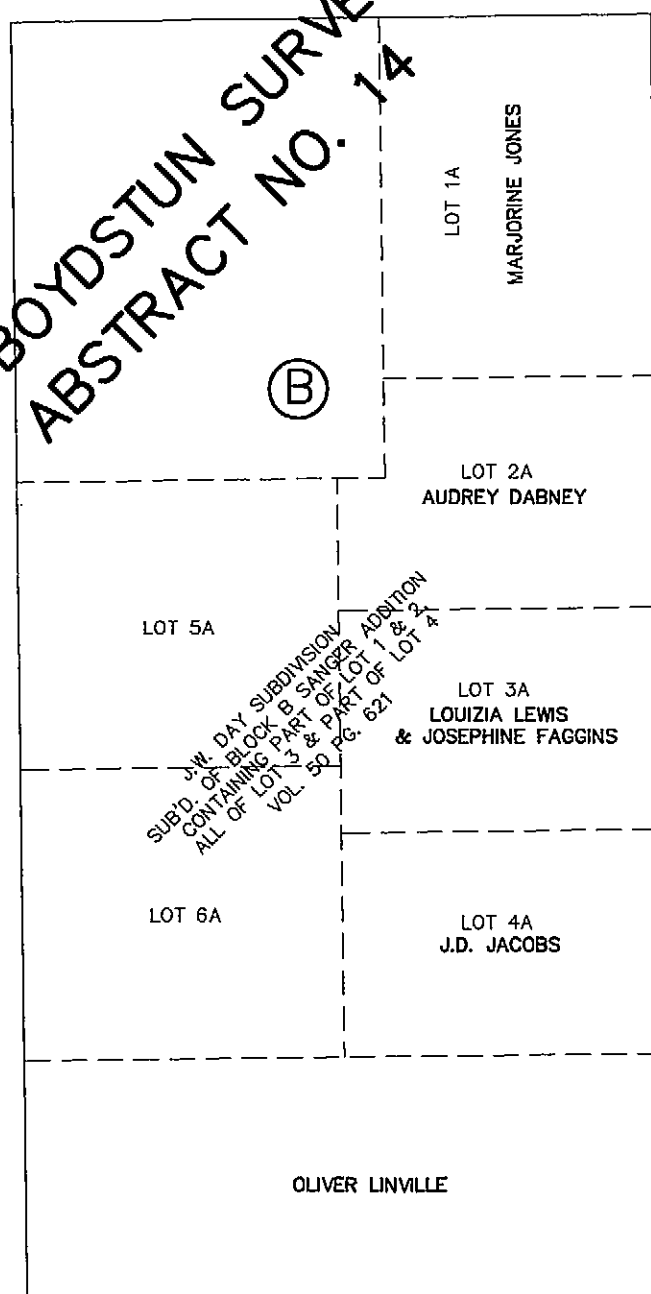 BOYDSTUN SURVE
ABSTRACT NO. 14
LOT 1A
MARJORINE JONES
B
LOT 2A
AUDREY DABNEY
LOT 5A
J.W. DAY SUBDIVISION
SUB'D. OF BLOCK B SANGER ADDITION
CONTAINING PART OF LOT 1 & 2,
ALL OF LOT 3 & PART OF LOT 4
VOL. 50 PG. 621
LOT 3A
LOUIZIA LEWIS
& JOSEPHINE FAGGINS
LOT 6A
LOT 4A
J.D. JACOBS
OLIVER LINVILLE